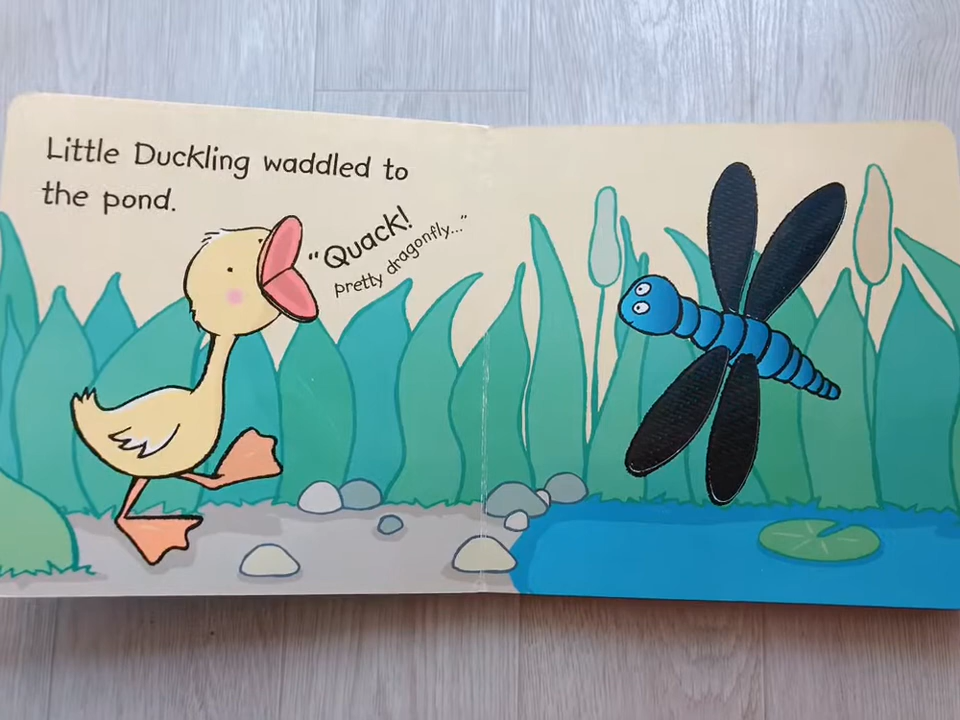 Little Duckling waddled to
the pond.
"Quack!
pretty dragonfly..."